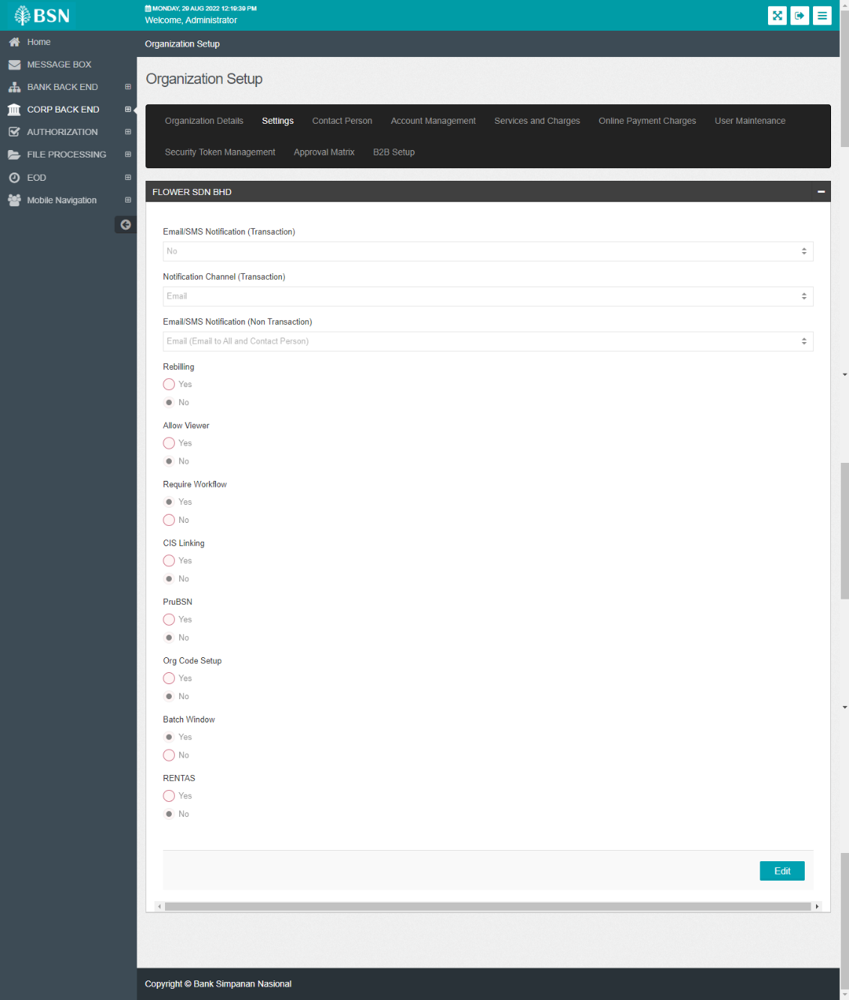 BSN
MONDAY, 29 AUG 2022 12:19:39 PM
Welcome, Administrator
Home
MESSAGE BOX
BANK BACK END
CORP BACK END
AUTHORIZATION
FILE PROCESSING
EOD
Mobile Navigation
Organization Setup
Organization Setup
Organization Details Settings Contact Person Account Management Services and Charges Online Payment Charges User Maintenance
Security Token Management Approval Matrix B2B Setup
FLOWER SDN BHD
Email/SMS Notification (Transaction)
No
Notification Channel (Transaction)
Email
Email/SMS Notification (Non Transaction)
Email (Email to All and Contact Person)
Rebilling
Yes
No
Allow Viewer
Yes
No
Require Workflow
Yes
No
CIS Linking
Yes
No
PruBSN
Yes
No
Org Code Setup
Yes
No
Batch Window
Yes
No
RENTAS
Yes
No
Edit
Copyright © Bank Simpanan Nasional